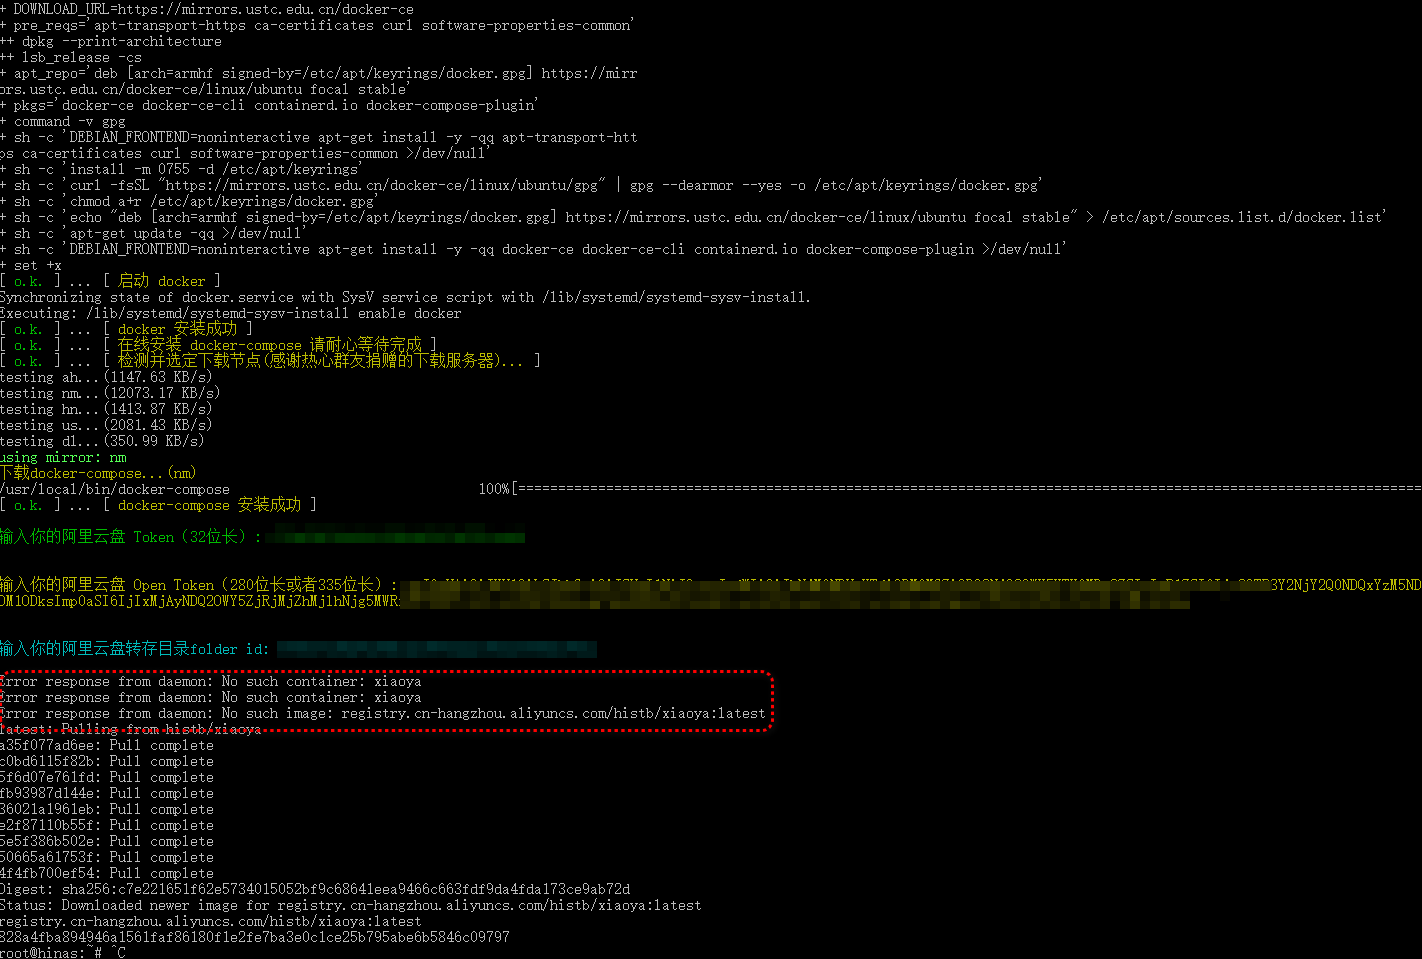 + DOWNLOAD_URL=https://mirrors.ustc.edu.cn/docker-ce
+ pre_reqs='apt-transport-https ca-certificates curl software-properties-common'
++ dpkg --print-architecture
++ lsb_release -cs
+ apt_repo='deb [arch=armhf signed-by=/etc/apt/keyrings/docker.gpg] https://mirr
ors.ustc.edu.cn/docker-ce/linux/ubuntu focal stable'
+ pkgs='docker-ce docker-ce-cli containerd.io docker-compose-plugin'
+ command -v gpg
+ sh -c 'DEBIAN_FRONTEND=noninteractive apt-get install -y -qq apt-transport-htt
ps ca-certificates curl software-properties-common >/dev/null'
+ sh -c 'install -m 0755 -d /etc/apt/keyrings'
+ sh -c 'curl -fsSL "https://mirrors.ustc.edu.cn/docker-ce/linux/ubuntu/gpg" | gpg --dearmor --yes -o /etc/apt/keyrings/docker.gpg'
+ sh -c 'chmod a+r /etc/apt/keyrings/docker.gpg'
+ sh -c 'echo "deb [arch=armhf signed-by=/etc/apt/keyrings/docker.gpg] https://mirrors.ustc.edu.cn/docker-ce/linux/ubuntu focal stable" > /etc/apt/sources.list.d/docker.list'
+ sh -c 'apt-get update -qq >/dev/null'
+ sh -c 'DEBIAN_FRONTEND=noninteractive apt-get install -y -qq docker-ce docker-ce-cli containerd.io docker-compose-plugin >/dev/null'
+ set +x
[ o.k. ] ... [ 启动 docker ]
Synchronizing state of docker.service with SysV service script with /lib/systemd/systemd-sysv-install.
Executing: /lib/systemd/systemd-sysv-install enable docker
[ o.k. ] ... [ docker 安装成功 ]
[ o.k. ] ... [ 在线安装 docker-compose 请耐心等待完成 ]
[ o.k. ] ... [ 检测并选定下载节点(感谢热心群友捐赠的下载服务器)... ]
testing ah...(1147.63 KB/s)
testing nm...(12073.17 KB/s)
testing hn...(1413.87 KB/s)
testing us...(2081.43 KB/s)
testing dl...(350.99 KB/s)
using mirror: nm
下载docker-compose...(nm)
/usr/local/bin/docker-compose 100%[==================================================
[ o.k. ] ... [ docker-compose 安装成功 ]
输入你的阿里云盘 Token（32位长）:
输入你的阿里云盘 Open Token（280位长或者335位长）: 3Y2NjY2Q0NDQxYzM5ND
输入你的阿里云盘转存目录folder id:
Error response from daemon: No such container: xiaoya
Error response from daemon: No such container: xiaoya
Error response from daemon: No such image: registry.cn-hangzhou.aliyuncs.com/histb/xiaoya:latest
latest: Pulling from histb/xiaoya
a35f077ad6ee: Pull complete
c0bd6115f82b: Pull complete
5f6d07e761fd: Pull complete
fb93987d144e: Pull complete
36021a1961eb: Pull complete
e2f87110b55f: Pull complete
5e5f386b502e: Pull complete
50665a61753f: Pull complete
4f4fb700ef54: Pull complete
Digest: sha256:c7e221651f62e5734015052bf9c68641eea9466c663fdf9da4fda173ce9ab72d
Status: Downloaded newer image for registry.cn-hangzhou.aliyuncs.com/histb/xiaoya:latest
registry.cn-hangzhou.aliyuncs.com/histb/xiaoya:latest
828a4fba894946a1561faf86180f1e2fe7ba3e0c1ce25b795abe6b5846c09797
root@hinas:~# ^C